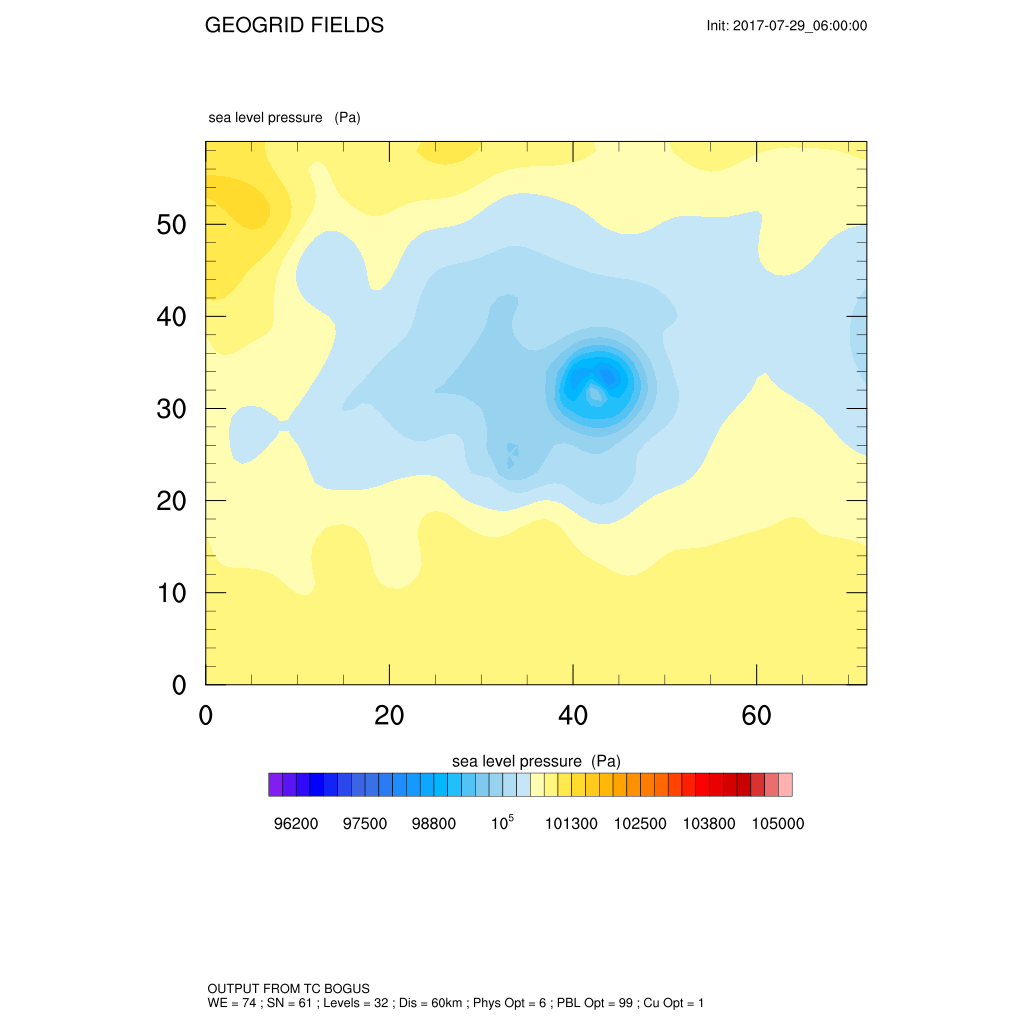 GEOGRID FIELDS
Init: 2017-07-29_06:00:00
sea level pressure (Pa)
50
40
30
20
10
0
0 20 40 60
sea level pressure (Pa)
96200 97500 98800 10⁵ 101300 102500 103800 105000
OUTPUT FROM TC BOGUS
WE = 74 ; SN = 61 ; Levels = 32 ; Dis = 60km ; Phys Opt = 6 ; PBL Opt = 99 ; Cu Opt = 1